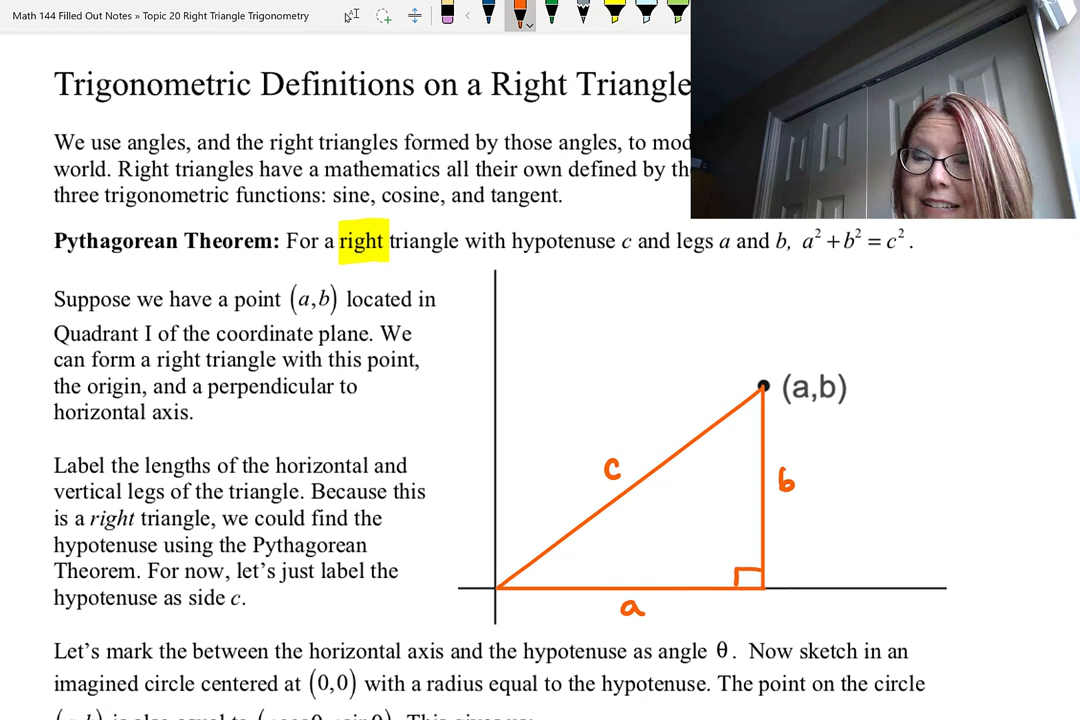 Math 144 Filled Out Notes » Topic 20 Right Triangle Trigonometry
Trigonometric Definitions on a Right Triangle
We use angles, and the right triangles formed by those angles, to
world. Right triangles have a mathematics all their own defined by
three trigonometric functions: sine, cosine, and tangent.
Pythagorean Theorem: For a right triangle with hypotenuse c and legs a and b, a² + b² = c².
Suppose we have a point (a,b) located in
Quadrant I of the coordinate plane. We
can form a right triangle with this point,
the origin, and a perpendicular to
horizontal axis.
(a,b)
c
b
a
Label the lengths of the horizontal and
vertical legs of the triangle. Because this
is a right triangle, we could find the
hypotenuse using the Pythagorean
Theorem. For now, let's just label the
hypotenuse as side c.
Let's mark the between the horizontal axis and the hypotenuse as angle θ. Now sketch in an
imagined circle centered at (0,0) with a radius equal to the hypotenuse. The point on the circle